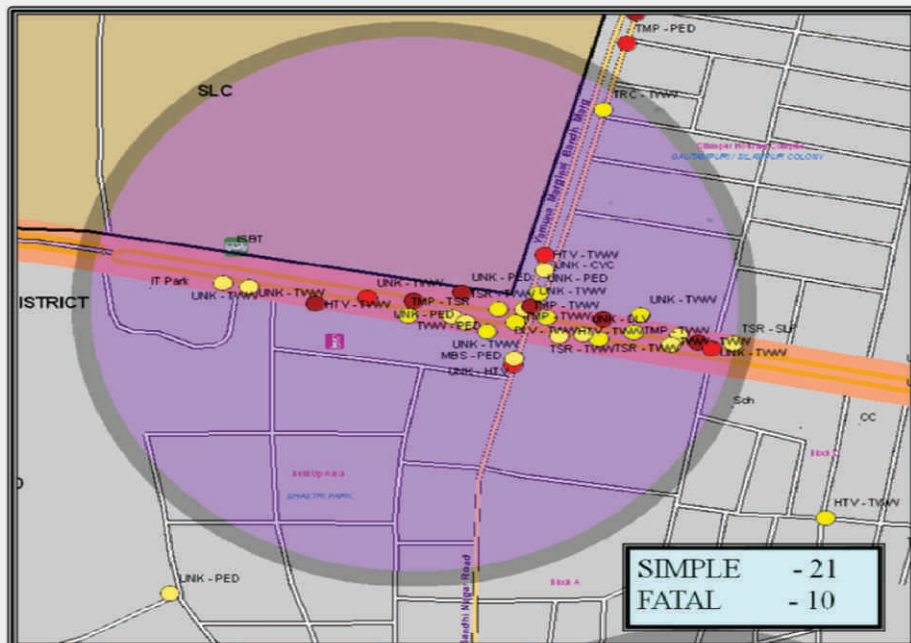 TMP - PED
SLC
TRC - TWW
Yamuna Marginal Bandh Marg
GAUTAMPURI / SILAMPUR COLONY
ISBT
HTV - TWW
UNK - CYC
UNK - TWW
UNK - PED
UNK - PED
IT Park
TSR - TWW
UNK - TWW
UNK - TWW
UNK - TWW
UNK - TWW
ISTRICT
HTV - TWW
TMP - TSR
TMP - TWW
UNK - PED
TMP - TWW
UNK - DLV
TWW - PED
DLV - TWW
HTV - TWW
TMP - TWW
TSR - SLP
UNK - TWW
TSR - TWW
TSR - TWW
TWW - TWW
UNK - TWW
MBS - PED
UNK - HTV
Sch
CC
SHASTRI PARK
HTV - TWW
UNK - PED
Block A
Gandhi Nagar Road
SIMPLE - 21
FATAL - 10